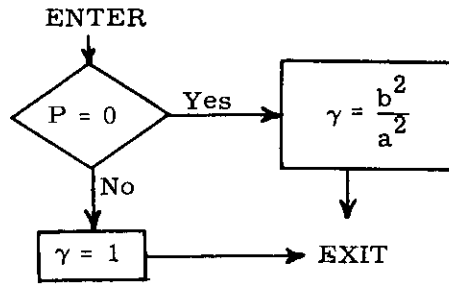 ENTER
P = 0
Yes
γ = b²/a²
No
γ = 1
EXIT